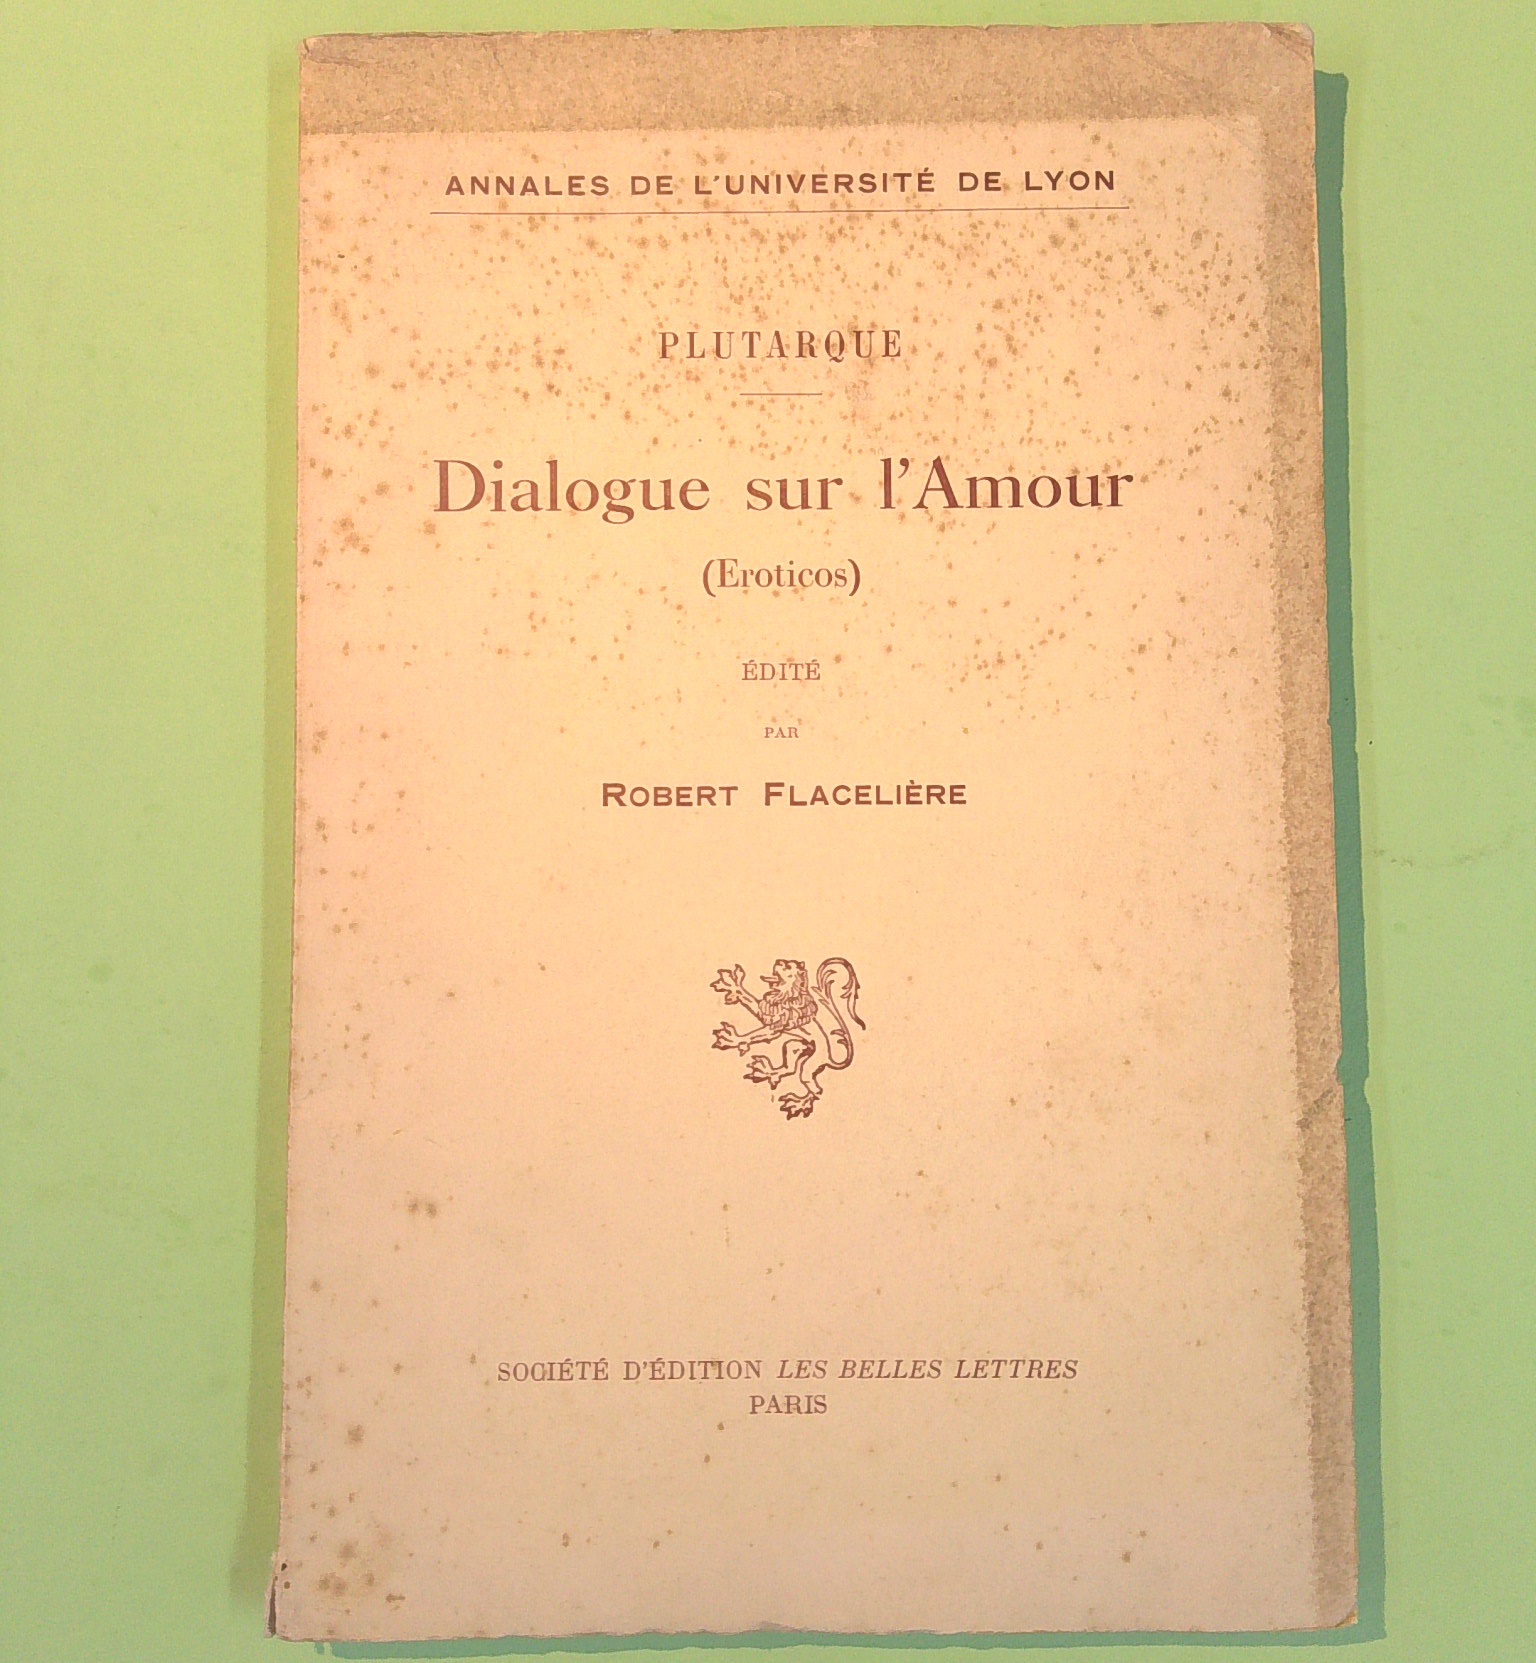 ANNALES DE L'UNIVERSITÉ DE LYON
PLUTARQUE
Dialogue sur l'Amour
(Eroticos)
ÉDITÉ
PAR
ROBERT FLACELIÈRE
SOCIÉTÉ D'ÉDITION LES BELLES LETTRES
PARIS